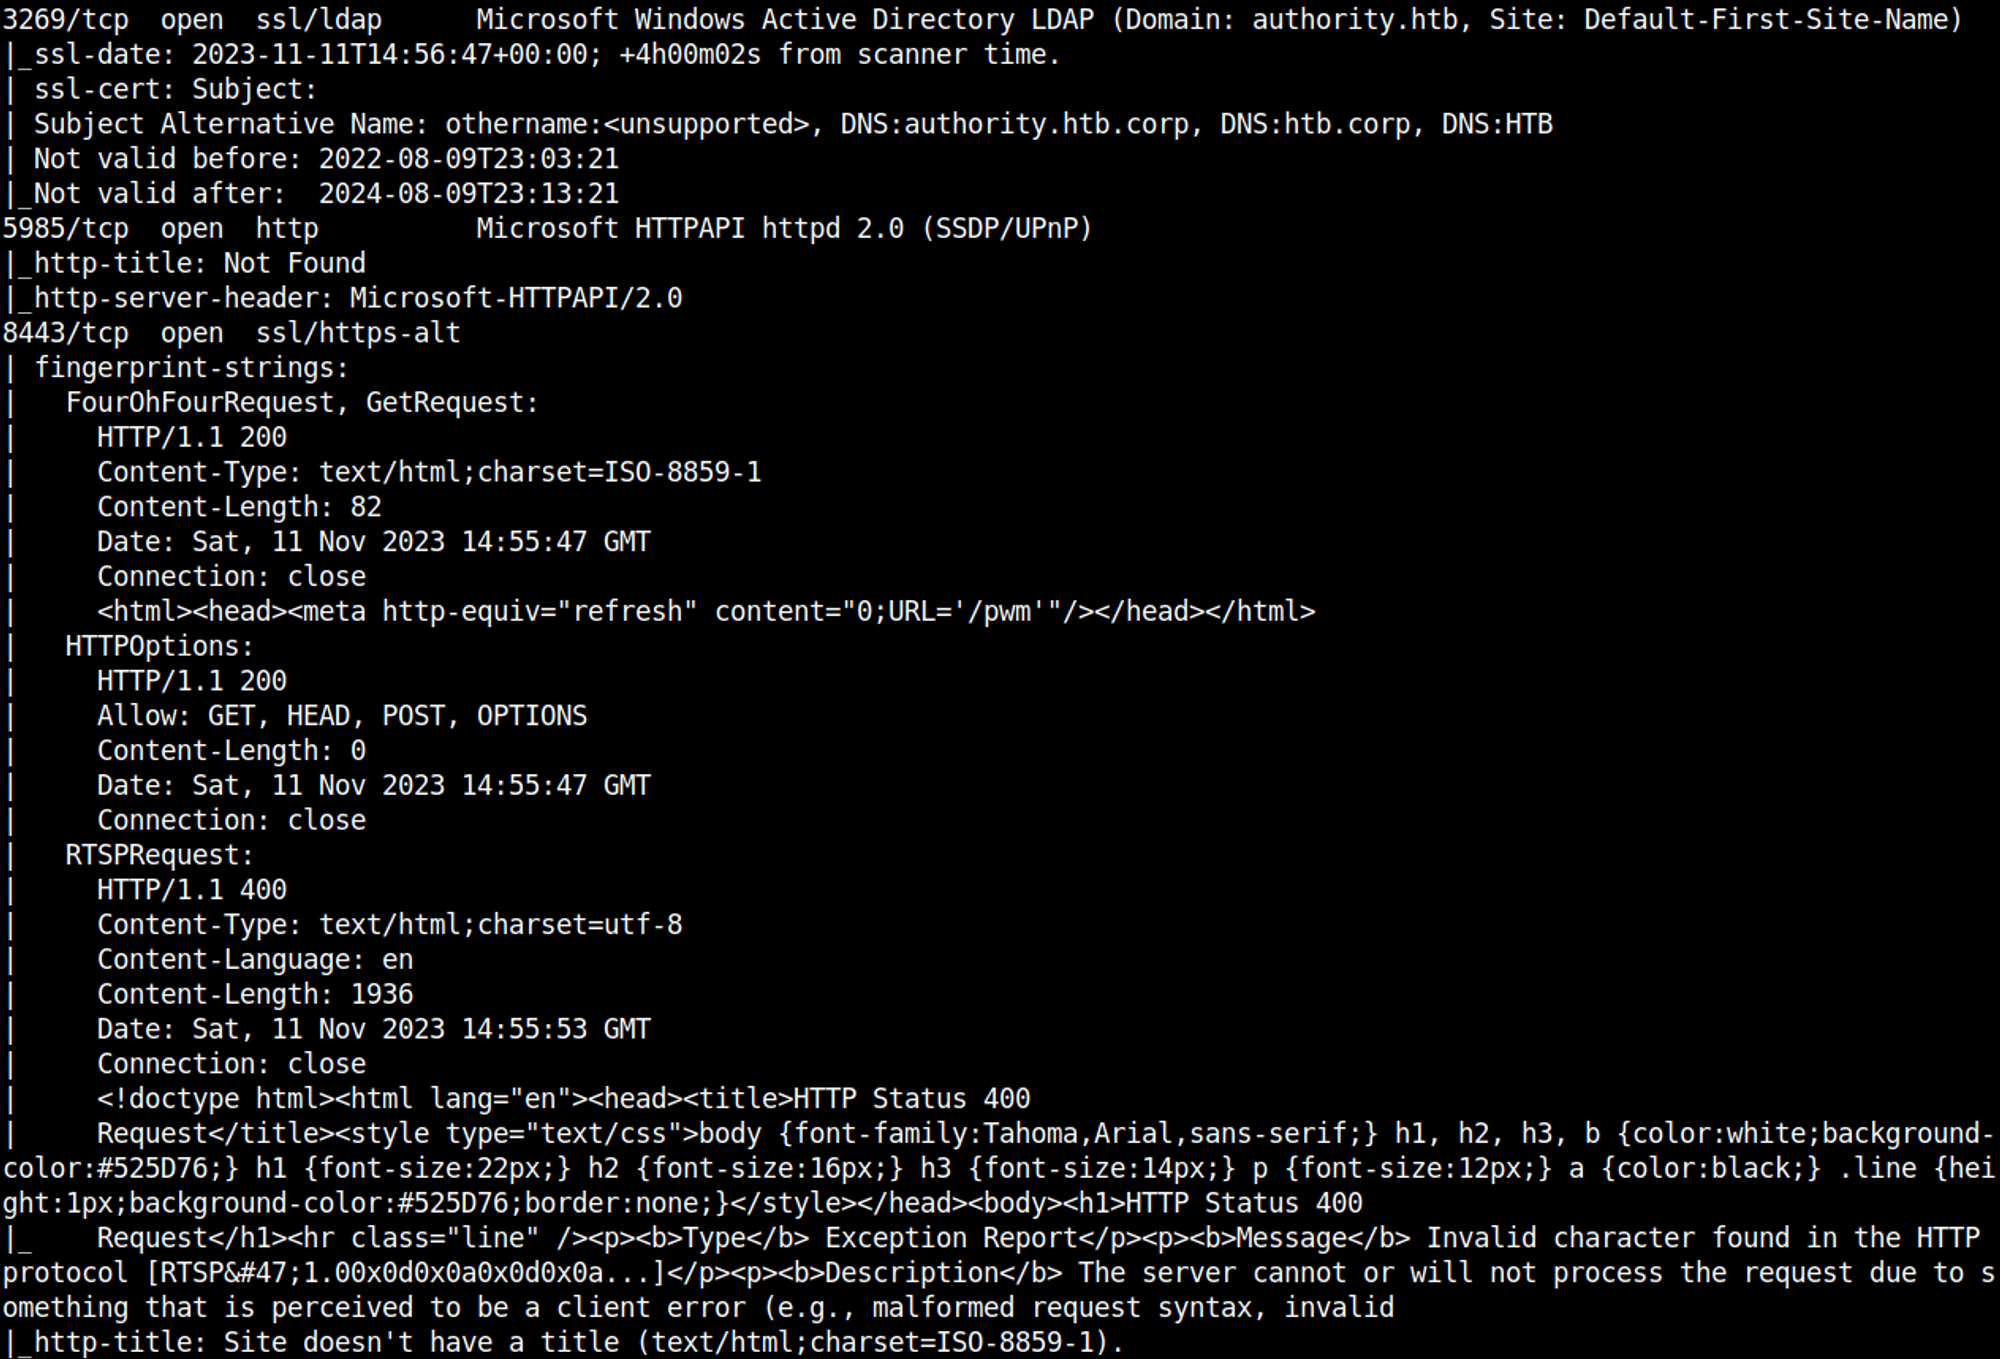 3269/tcp  open  ssl/ldap      Microsoft Windows Active Directory LDAP (Domain: authority.htb, Site: Default-First-Site-Name)
|_ssl-date: 2023-11-11T14:56:47+00:00; +4h00m02s from scanner time.
| ssl-cert: Subject:
| Subject Alternative Name: othername:<unsupported>, DNS:authority.htb.corp, DNS:htb.corp, DNS:HTB
| Not valid before: 2022-08-09T23:03:21
|_Not valid after:  2024-08-09T23:13:21
5985/tcp  open  http          Microsoft HTTPAPI httpd 2.0 (SSDP/UPnP)
|_http-title: Not Found
|_http-server-header: Microsoft-HTTPAPI/2.0
8443/tcp  open  ssl/https-alt
| fingerprint-strings:
|   FourOhFourRequest, GetRequest:
|     HTTP/1.1 200
|     Content-Type: text/html;charset=ISO-8859-1
|     Content-Length: 82
|     Date: Sat, 11 Nov 2023 14:55:47 GMT
|     Connection: close
|     <html><head><meta http-equiv="refresh" content="0;URL='/pwm'"/></head></html>
|   HTTPOptions:
|     HTTP/1.1 200
|     Allow: GET, HEAD, POST, OPTIONS
|     Content-Length: 0
|     Date: Sat, 11 Nov 2023 14:55:47 GMT
|     Connection: close
|   RTSPRequest:
|     HTTP/1.1 400
|     Content-Type: text/html;charset=utf-8
|     Content-Language: en
|     Content-Length: 1936
|     Date: Sat, 11 Nov 2023 14:55:53 GMT
|     Connection: close
|     <!doctype html><html lang="en"><head><title>HTTP Status 400
|     Request</title><style type="text/css">body {font-family:Tahoma,Arial,sans-serif;} h1, h2, h3, b {color:white;background-
color:#525D76;} h1 {font-size:22px;} h2 {font-size:16px;} h3 {font-size:14px;} p {font-size:12px;} a {color:black;} .line {hei
ght:1px;background-color:#525D76;border:none;}</style></head><body><h1>HTTP Status 400
|_    Request</h1><hr class="line" /><p><b>Type</b> Exception Report</p><p><b>Message</b> Invalid character found in the HTTP
protocol [RTSP&#47;1.00x0d0x0a0x0d0x0a...]</p><p><b>Description</b> The server cannot or will not process the request due to s
omething that is perceived to be a client error (e.g., malformed request syntax, invalid
|_http-title: Site doesn't have a title (text/html;charset=ISO-8859-1).